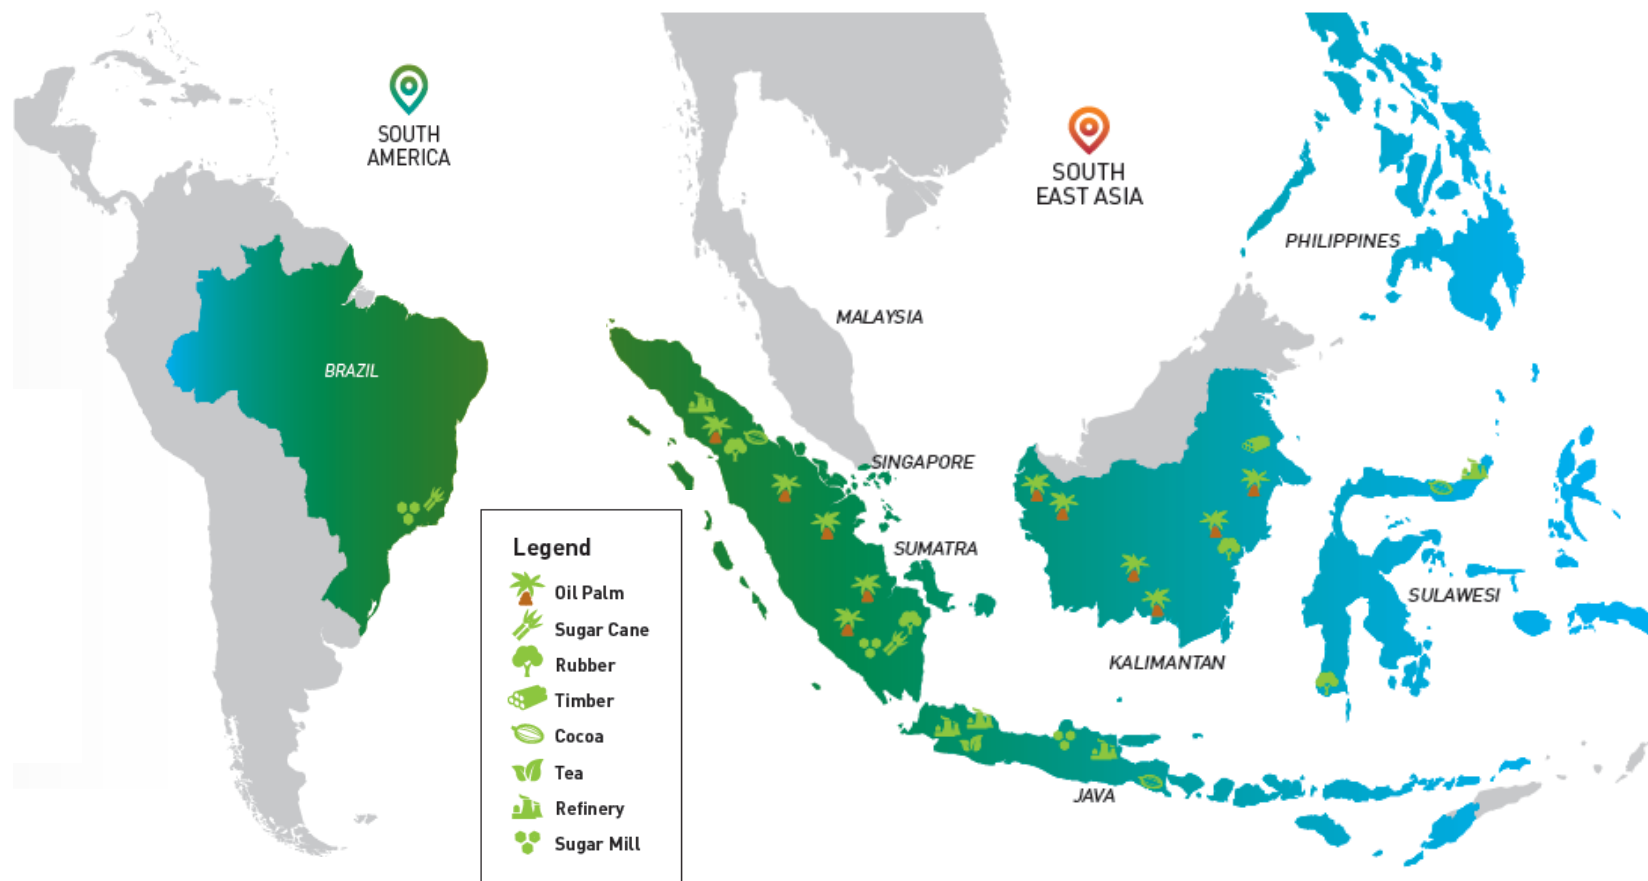 SOUTH
AMERICA
SOUTH
EAST ASIA
PHILIPPINES
MALAYSIA
BRAZIL
SINGAPORE
SUMATRA
SULAWESI
KALIMANTAN
JAVA
Legend
Oil Palm
Sugar Cane
Rubber
Timber
Cocoa
Tea
Refinery
Sugar Mill